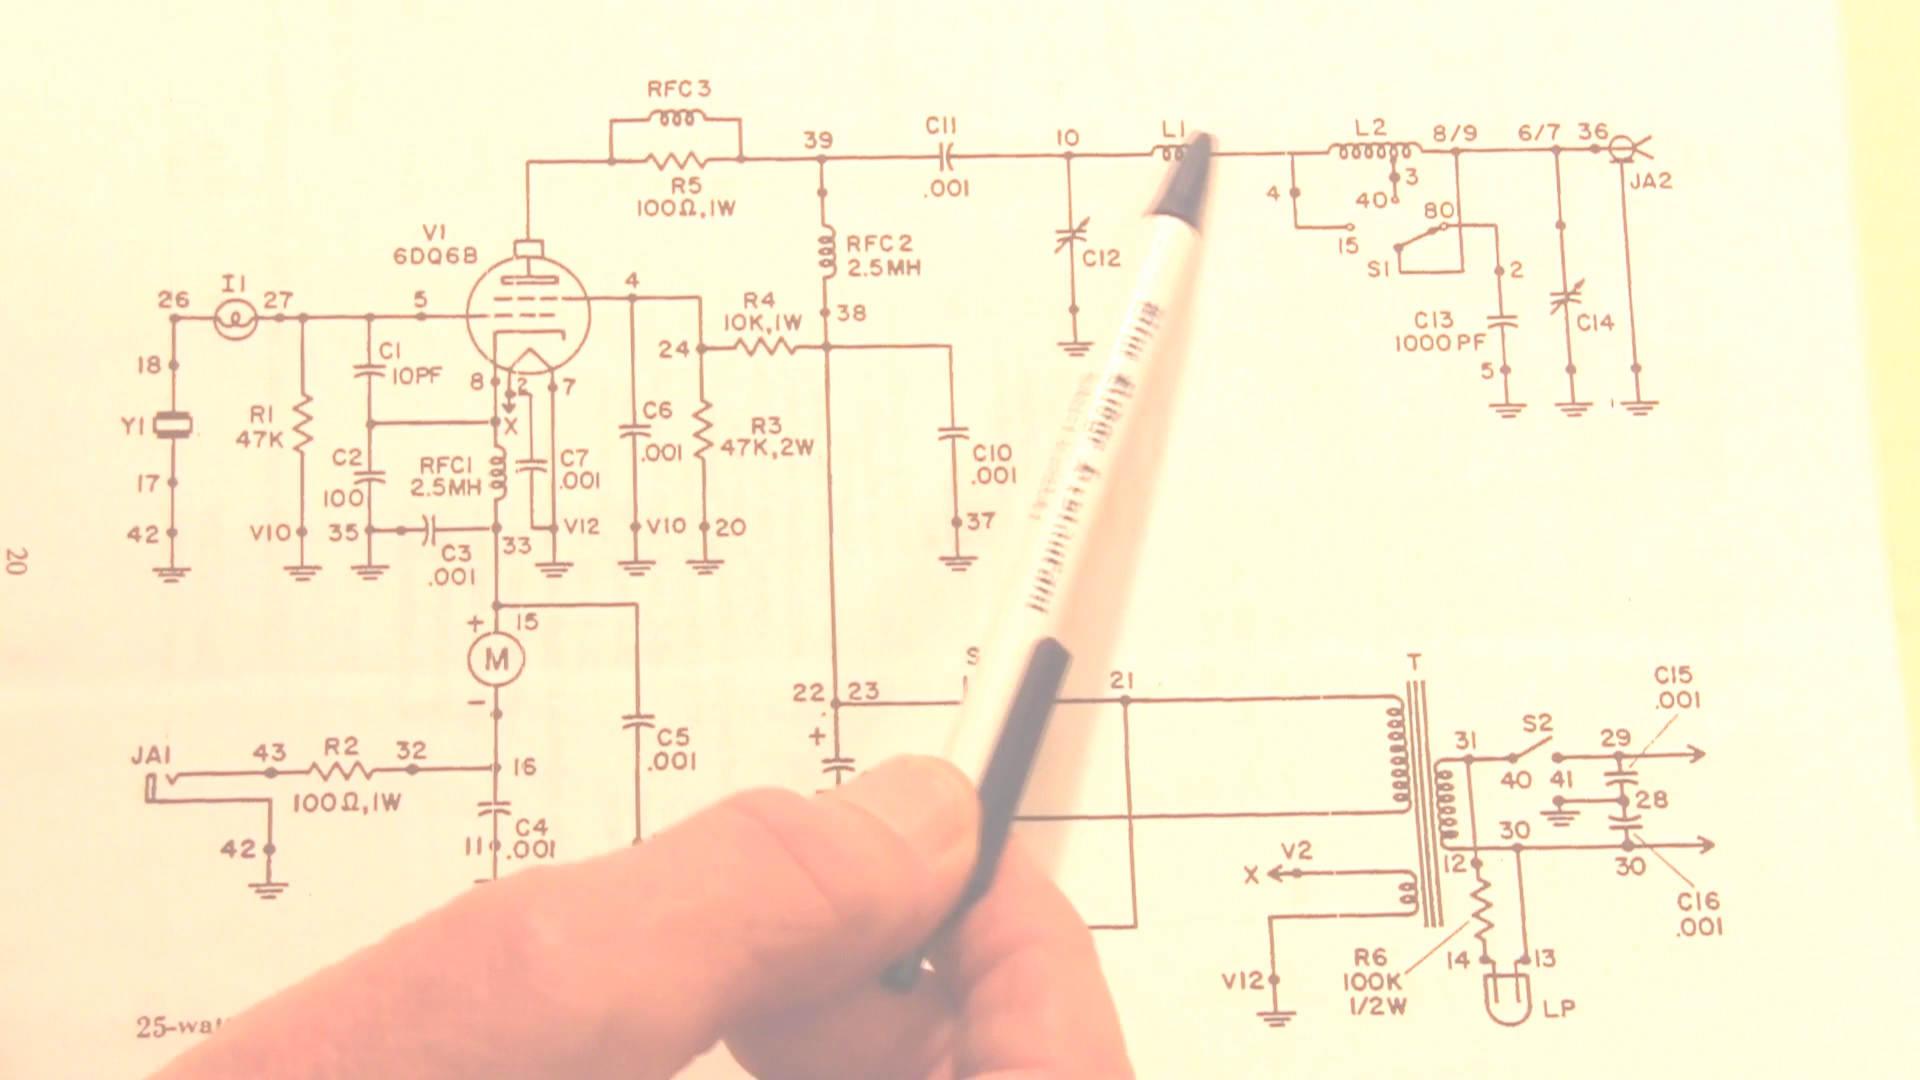 RFC3
R5
100Ω,1W
39
C11
.001
10
L1
L2
8/9
6/7
36
JA2
3
4
40
80
15
S1
2
C12
C13
1000PF
C14
5
V1
6DQ6B
RFC2
2.5MH
38
26
I1
27
5
4
R4
10K,1W
24
18
C1
10PF
8
2
7
X
Y1
R1
47K
C2
100
RFC1
2.5MH
C7
.001
C6
.001
R3
47K,2W
C10
.001
17
42
V10
35
C3
.001
33
V12
V10
20
37
20
+
15
M
-
22
23
+
21
T
C15
.001
JA1
43
R2
32
100Ω,1W
16
C5
.001
42
11
C4
.001
31
S2
29
40
41
28
30
12
30
C16
.001
X
V2
V12
R6
100K
1/2W
14
13
LP